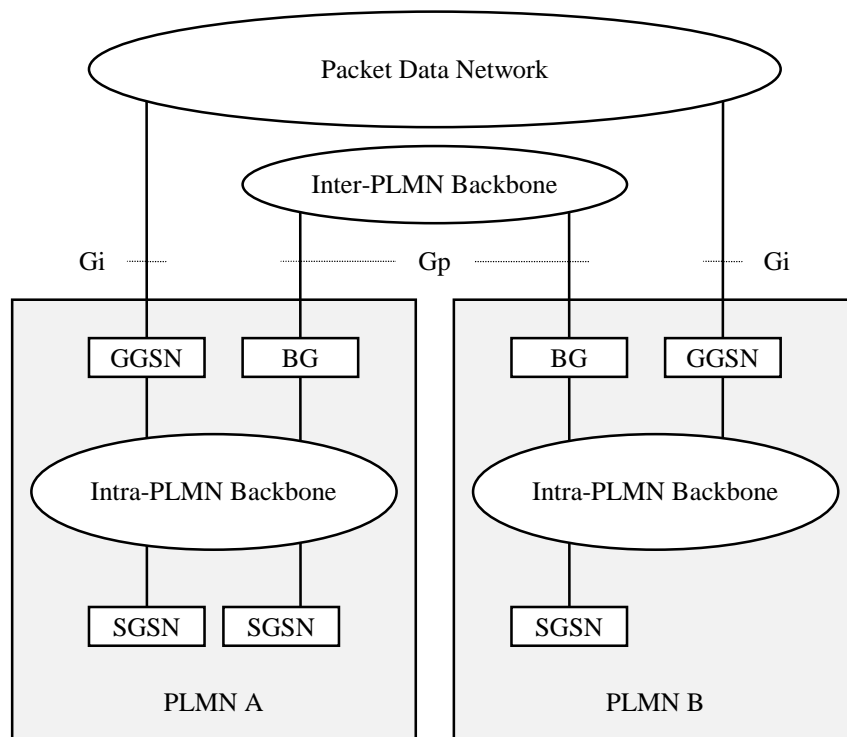 Packet Data Network
Inter-PLMN Backbone
Gi
Gp
Gi
GGSN
BG
BG
GGSN
Intra-PLMN Backbone
Intra-PLMN Backbone
SGSN
SGSN
SGSN
PLMN A
PLMN B